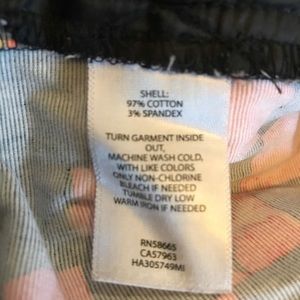 SHELL:
97% COTTON
3% SPANDEX
TURN GARMENT INSIDE
OUT,
MACHINE WASH COLD,
WITH LIKE COLORS
ONLY NON-CHLORINE
BLEACH IF NEEDED
TUMBLE DRY LOW
WARM IRON IF NEEDED
RN58665
CA57963
HA305749MI